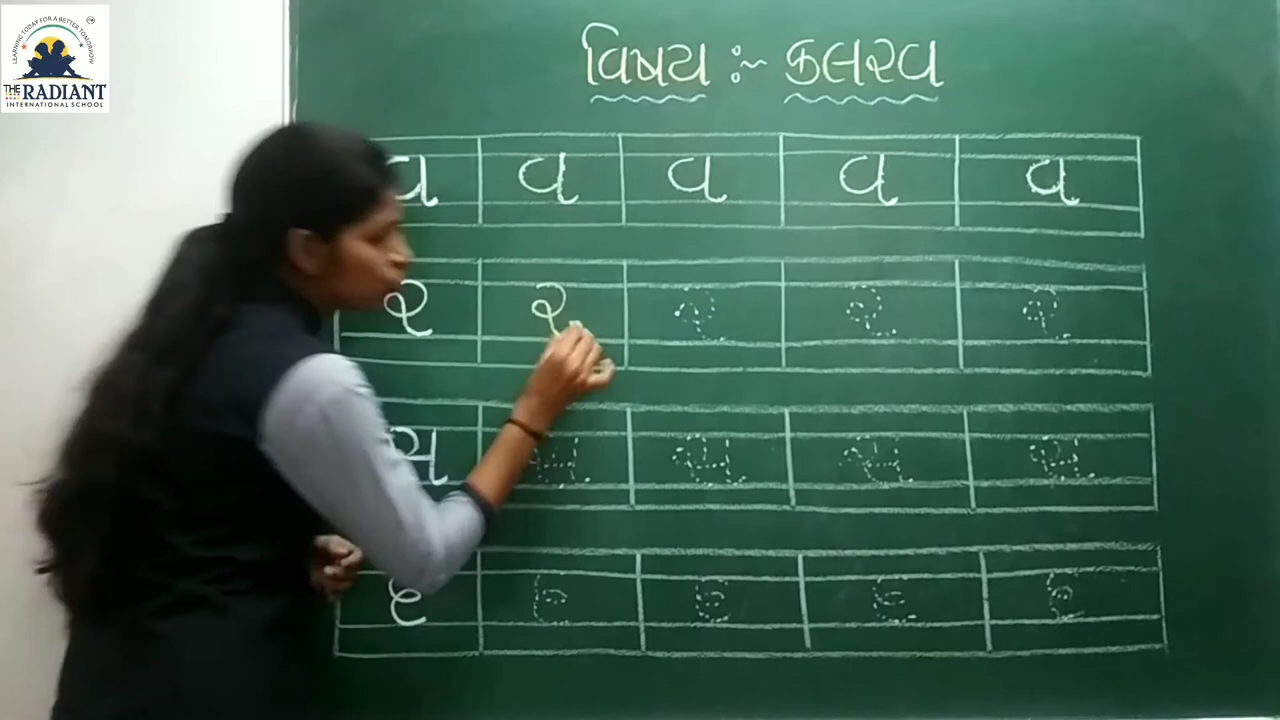 LEARNING TODAY FOR A BETTER TOMORROW
THE RADIANT
INTERNATIONAL SCHOOL
વિષય :~ કલરવ
વ વ વ વ વ
ર ર ર ર ર
સ સ સ સ સ
દ દ દ દ દ